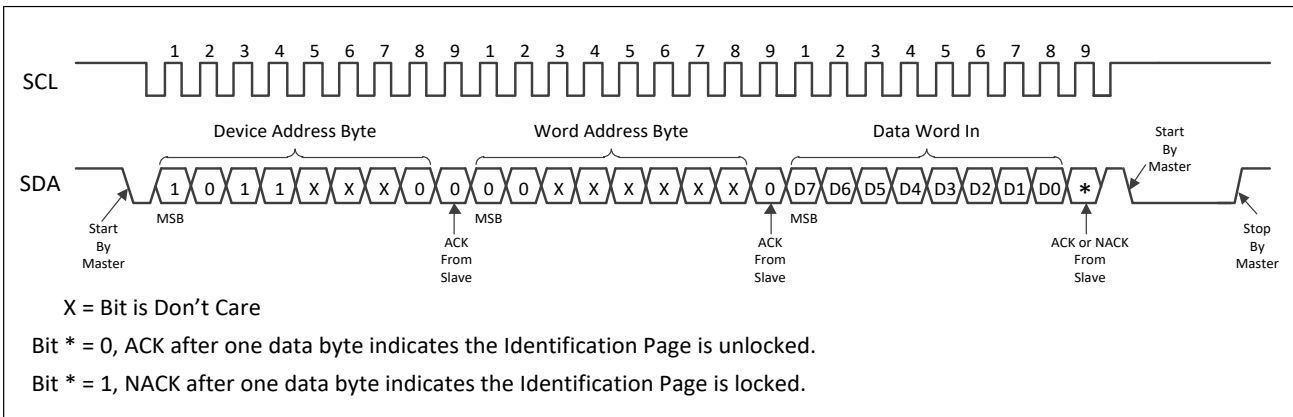 1 2 3 4 5 6 7 8 9 1 2 3 4 5 6 7 8 9 1 2 3 4 5 6 7 8 9
SCL
Device Address Byte Word Address Byte Data Word In
Start
By
Master
SDA
1 0 1 1 X X X 0 0 0 0 X X X X X X 0 D7 D6 D5 D4 D3 D2 D1 D0 *
MSB MSB MSB
Start
By
Master
ACK
From
Slave
ACK
From
Slave
ACK or NACK
From
Slave
Stop
By
Master
X = Bit is Don’t Care
Bit * = 0, ACK after one data byte indicates the Identification Page is unlocked.
Bit * = 1, NACK after one data byte indicates the Identification Page is locked.